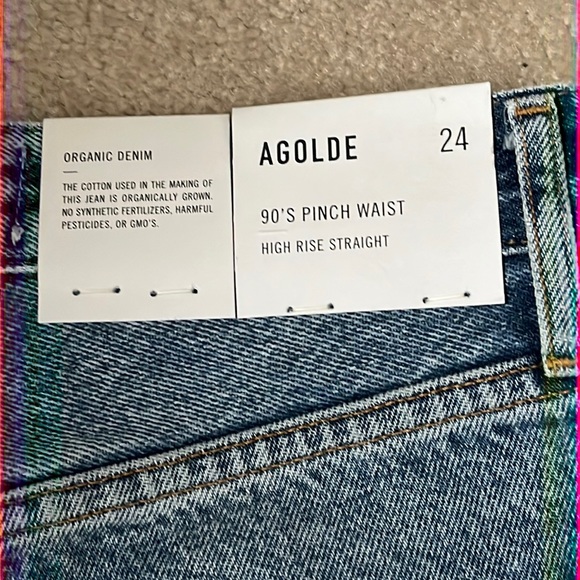 ORGANIC DENIM
THE COTTON USED IN THE MAKING OF
THIS JEAN IS ORGANICALLY GROWN.
NO SYNTHETIC FERTILIZERS, HARMFUL
PESTICIDES, OR GMO'S.
AGOLDE 24
90'S PINCH WAIST
HIGH RISE STRAIGHT